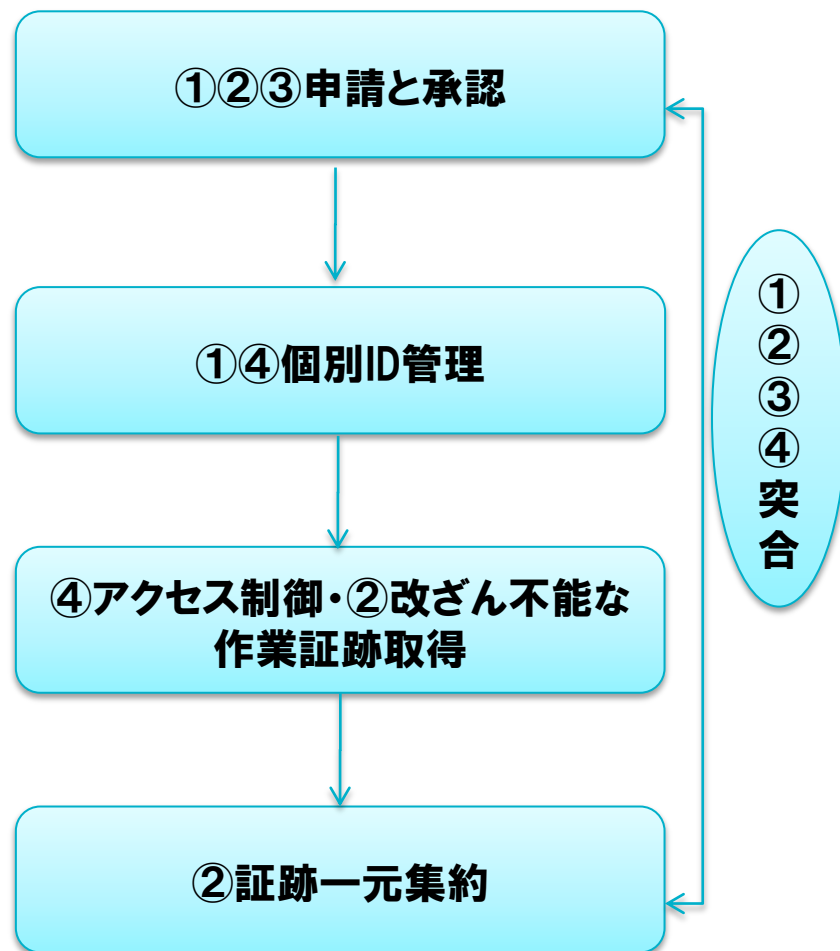 ①②③申請と承認
①④個別ID管理
④アクセス制御・②改ざん不能な
作業証跡取得
②証跡一元集約
①②③④突合